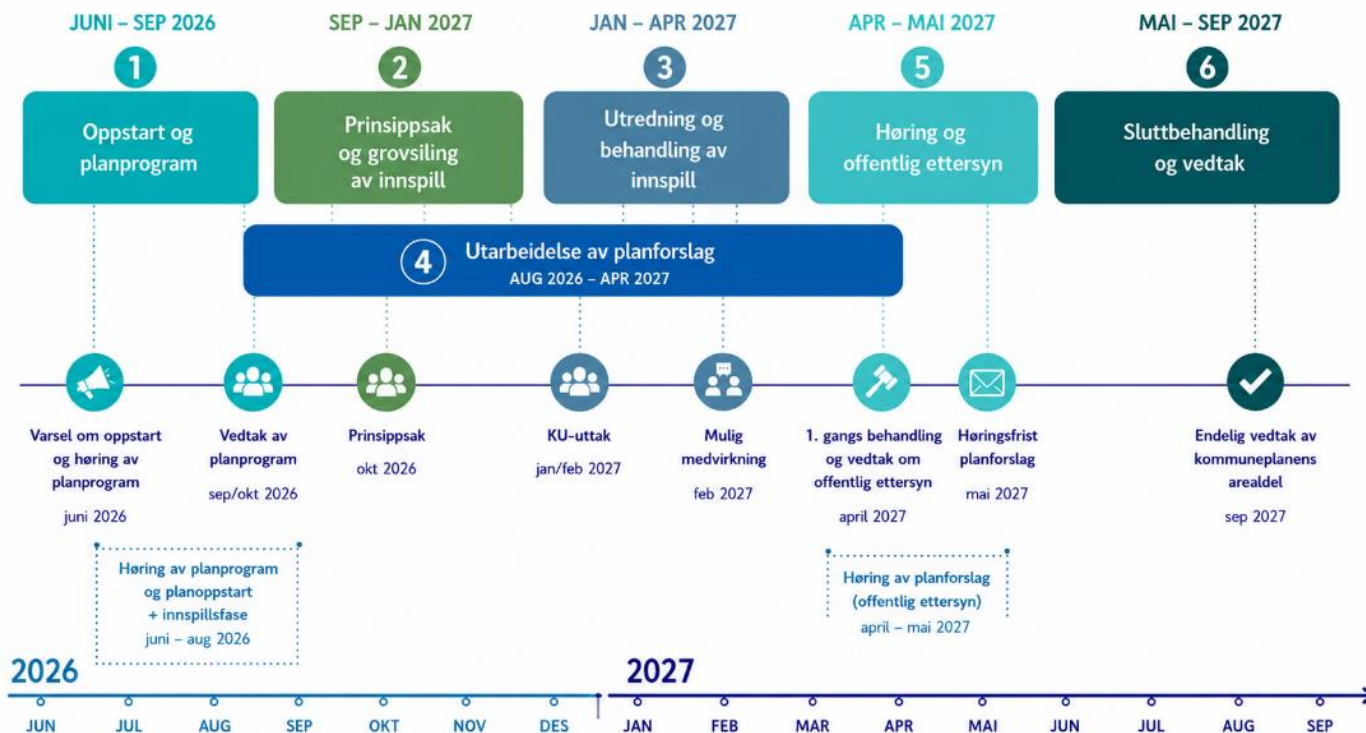 JUNI – SEP 2026
1
Oppstart og
planprogram
SEP – JAN 2027
2
Prinsippsak
og grovsiling
av innspill
JAN – APR 2027
3
Utredning og
behandling av
innspill
APR – MAI 2027
5
Høring og
offentlig ettersyn
MAI – SEP 2027
6
Sluttbehandling
og vedtak
4
Utarbeidelse av planforslag
AUG 2026 – APR 2027
Varsel om oppstart
og høring av
planprogram
juni 2026
Vedtak av
planprogram
sep/okt 2026
Prinsippsak
okt 2026
KU-uttak
jan/feb 2027
Mulig
medvirkning
feb 2027
1. gangs behandling
og vedtak om
offentlig ettersyn
april 2027
Høringsfrist
planforslag
mai 2027
Endelig vedtak av
kommuneplanens
arealdel
sep 2027
Høring av planprogram
og planoppstart
+ innspillsfase
juni – aug 2026
Høring av planforslag
(offentlig ettersyn)
april – mai 2027
2026
2027
JUN JUL AUG SEP OKT NOV DES JAN FEB MAR APR MAI JUN JUL AUG SEP